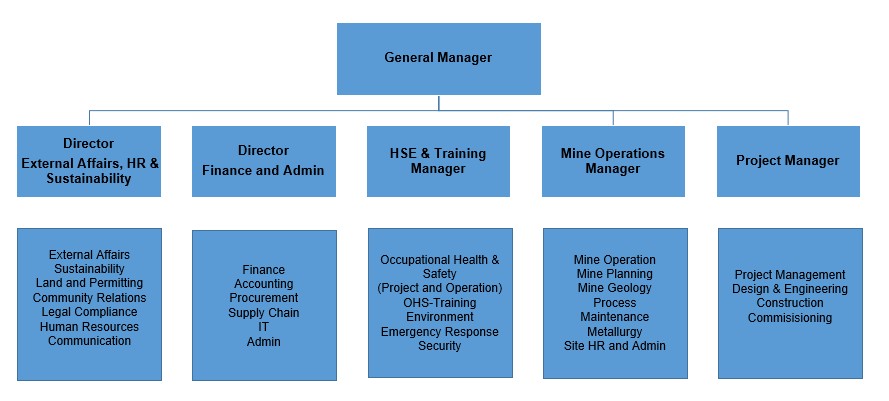 General Manager
Director
External Affairs, HR &
Sustainability
Director
Finance and Admin
HSE & Training
Manager
Mine Operations
Manager
Project Manager
External Affairs
Sustainability
Land and Permitting
Community Relations
Legal Compliance
Human Resources
Communication
Finance
Accounting
Procurement
Supply Chain
IT
Admin
Occupational Health &
Safety
(Project and Operation)
OHS-Training
Environment
Emergency Response
Security
Mine Operation
Mine Planning
Mine Geology
Process
Maintenance
Metallurgy
Site HR and Admin
Project Management
Design & Engineering
Construction
Commisisioning